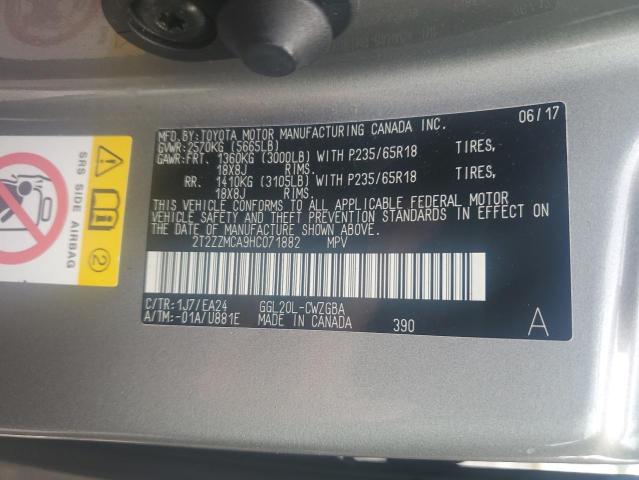 MFD.BY:TOYOTA MOTOR MANUFACTURING CANADA INC. 06/17
GVWR:2570KG (5665LB)
GAWR:FRT. 1360KG (3000LB) WITH P235/65R18 TIRES,
18X8J RIMS.
RR. 1410KG (3105LB) WITH P235/65R18 TIRES,
18X8J RIMS.
THIS VEHICLE CONFORMS TO ALL APPLICABLE FEDERAL MOTOR
VEHICLE SAFETY AND THEFT PREVENTION STANDARDS IN EFFECT ON
THE DATE OF MANUFACTURE SHOWN ABOVE.
2T2ZZMCA9HC071882 MPV
C/TR:1J7/EA24 GGL20L-CWZGBA
A/TM:-01A/U881E MADE IN CANADA 390 A
SRS SIDE AIRBAG
2